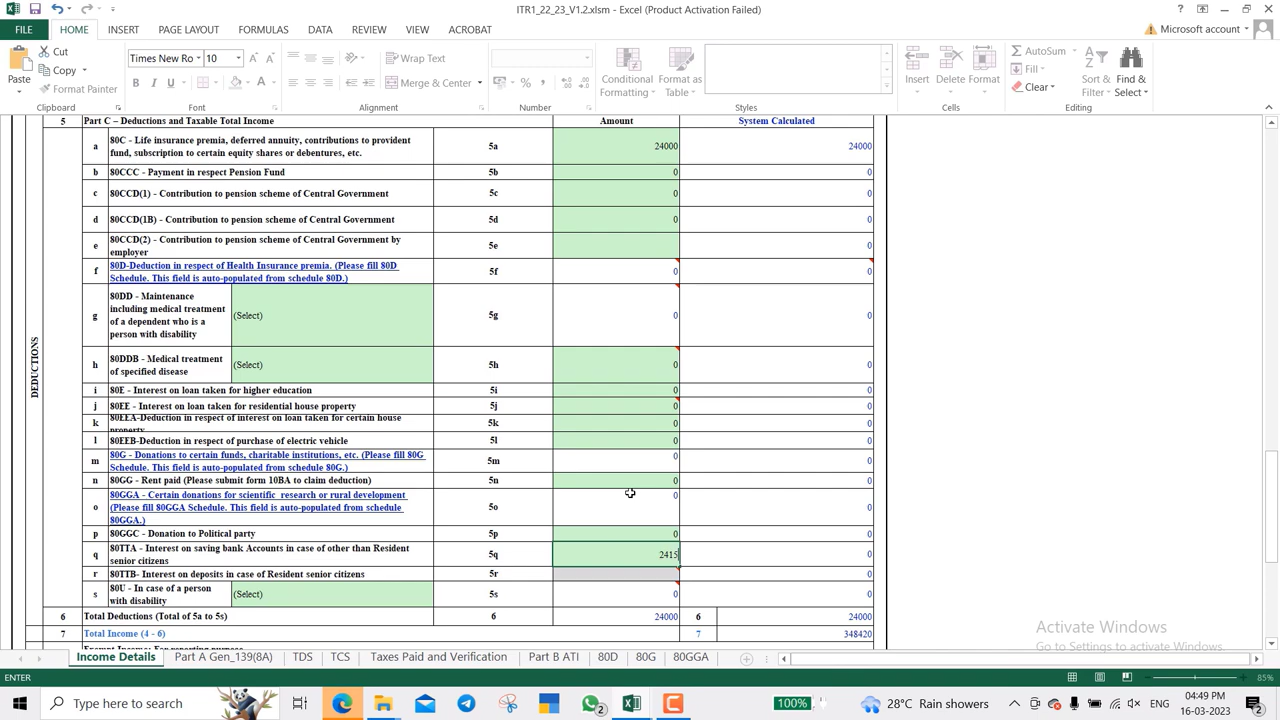 ITR1_22_23_V1.2.xlsm - Excel (Product Activation Failed)
FILE HOME INSERT PAGE LAYOUT FORMULAS DATA REVIEW VIEW ACROBAT Microsoft account
Paste
Cut
Copy
Format Painter
Clipboard
Times New Ro 10
B I U
Font
Wrap Text
Merge & Center
Alignment
Number
Conditional Formatting
Format as Table
Styles
Insert Delete Format
Cells
AutoSum
Fill
Clear
Sort & Filter
Find & Select
Editing
DEDUCTIONS
5 Part C – Deductions and Taxable Total Income Amount System Calculated
a 80C - Life insurance premia, deferred annuity, contributions to provident fund, subscription to certain equity shares or debentures, etc. 5a 24000 24000
b 80CCC - Payment in respect Pension Fund 5b 0 0
c 80CCD(1) - Contribution to pension scheme of Central Government 5c 0 0
d 80CCD(1B) - Contribution to pension scheme of Central Government 5d 0 0
e 80CCD(2) - Contribution to pension scheme of Central Government by employer 5e 0
f 80D-Deduction in respect of Health Insurance premia. (Please fill 80D Schedule. This field is auto-populated from schedule 80D.) 5f 0 0
g 80DD - Maintenance including medical treatment of a dependent who is a person with disability (Select) 5g 0 0
h 80DDB - Medical treatment of specified disease (Select) 5h 0 0
i 80E - Interest on loan taken for higher education 5i 0 0
j 80EE - Interest on loan taken for residential house property 5j 0 0
k 80EEA-Deduction in respect of interest on loan taken for certain house property 5k 0 0
l 80EEB-Deduction in respect of purchase of electric vehicle 5l 0 0
m 80G - Donations to certain funds, charitable institutions, etc. (Please fill 80G Schedule. This field is auto-populated from schedule 80G.) 5m 0 0
n 80GG - Rent paid (Please submit form 10BA to claim deduction) 5n 0 0
o 80GGA - Certain donations for scientific research or rural development (Please fill 80GGA Schedule. This field is auto-populated from schedule 80GGA.) 5o 0 0
p 80GGC - Donation to Political party 5p 0 0
q 80TTA - Interest on saving bank Accounts in case of other than Resident senior citizens 5q 2415 0
r 80TTB- Interest on deposits in case of Resident senior citizens 5r 0
s 80U - In case of a person with disability (Select) 5s 0 0
6 Total Deductions (Total of 5a to 5s) 6 24000 6 24000
7 Total Income (4 - 6) 7 348420
Exempt Income: For reporting purpose
Activate Windows
Go to Settings to activate Windows.
Income Details Part A Gen_139(8A) TDS TCS Taxes Paid and Verification Part B ATI 80D 80G 80GGA
ENTER 85%
Type here to search 2 100% 28°C Rain showers ENG 04:49 PM
16-03-2023 2